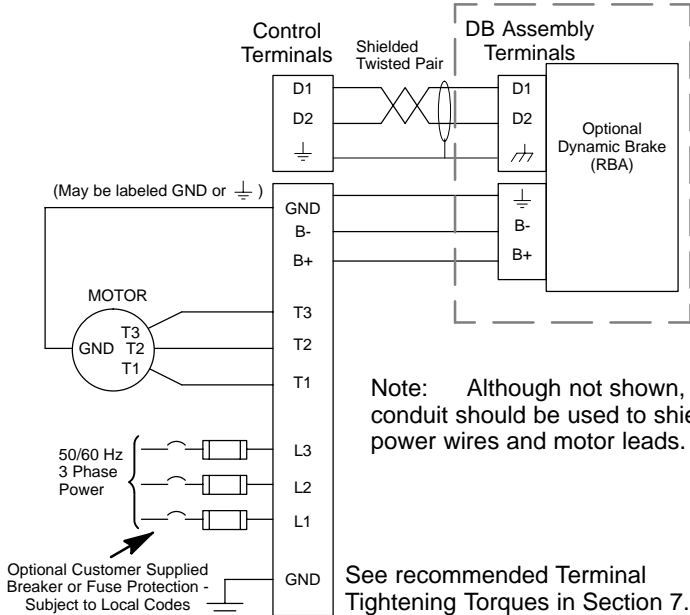 Control
Terminals
Shielded
Twisted Pair
DB Assembly
Terminals
D1
D2
D1
D2
Optional
Dynamic Brake
(RBA)
(May be labeled GND or ⏚ )
GND
B-
B+
B-
B+
MOTOR
GND
T3
T2
T1
T3
T2
T1
Note: Although not shown,
conduit should be used to
power wires and motor leads.
50/60 Hz
3 Phase
Power
L3
L2
L1
Optional Customer Supplied
Breaker or Fuse Protection -
Subject to Local Codes
GND
See recommended Terminal
Tightening Torques in Section 7.